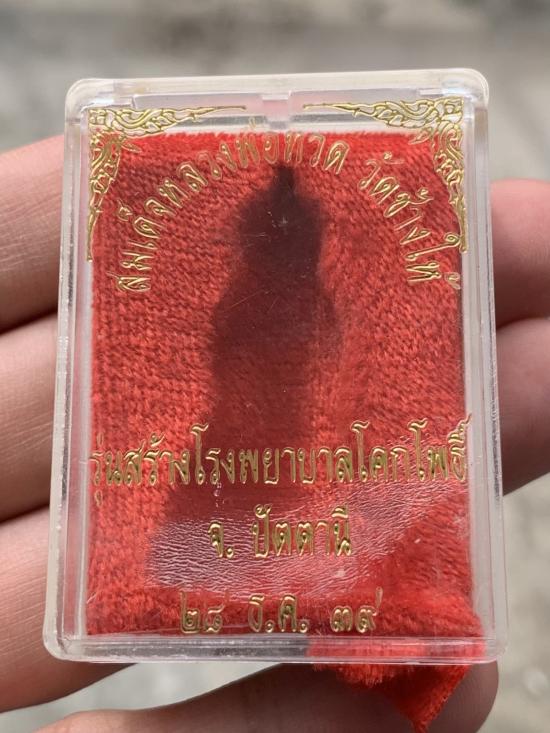 สมเด็จหลวงพ่อทวด วัดช้างให้
รุ่นสร้างโรงพยาบาลโคกโพธิ์
จ. ปัตตานี
๒๘ ธ.ค. ๓๙